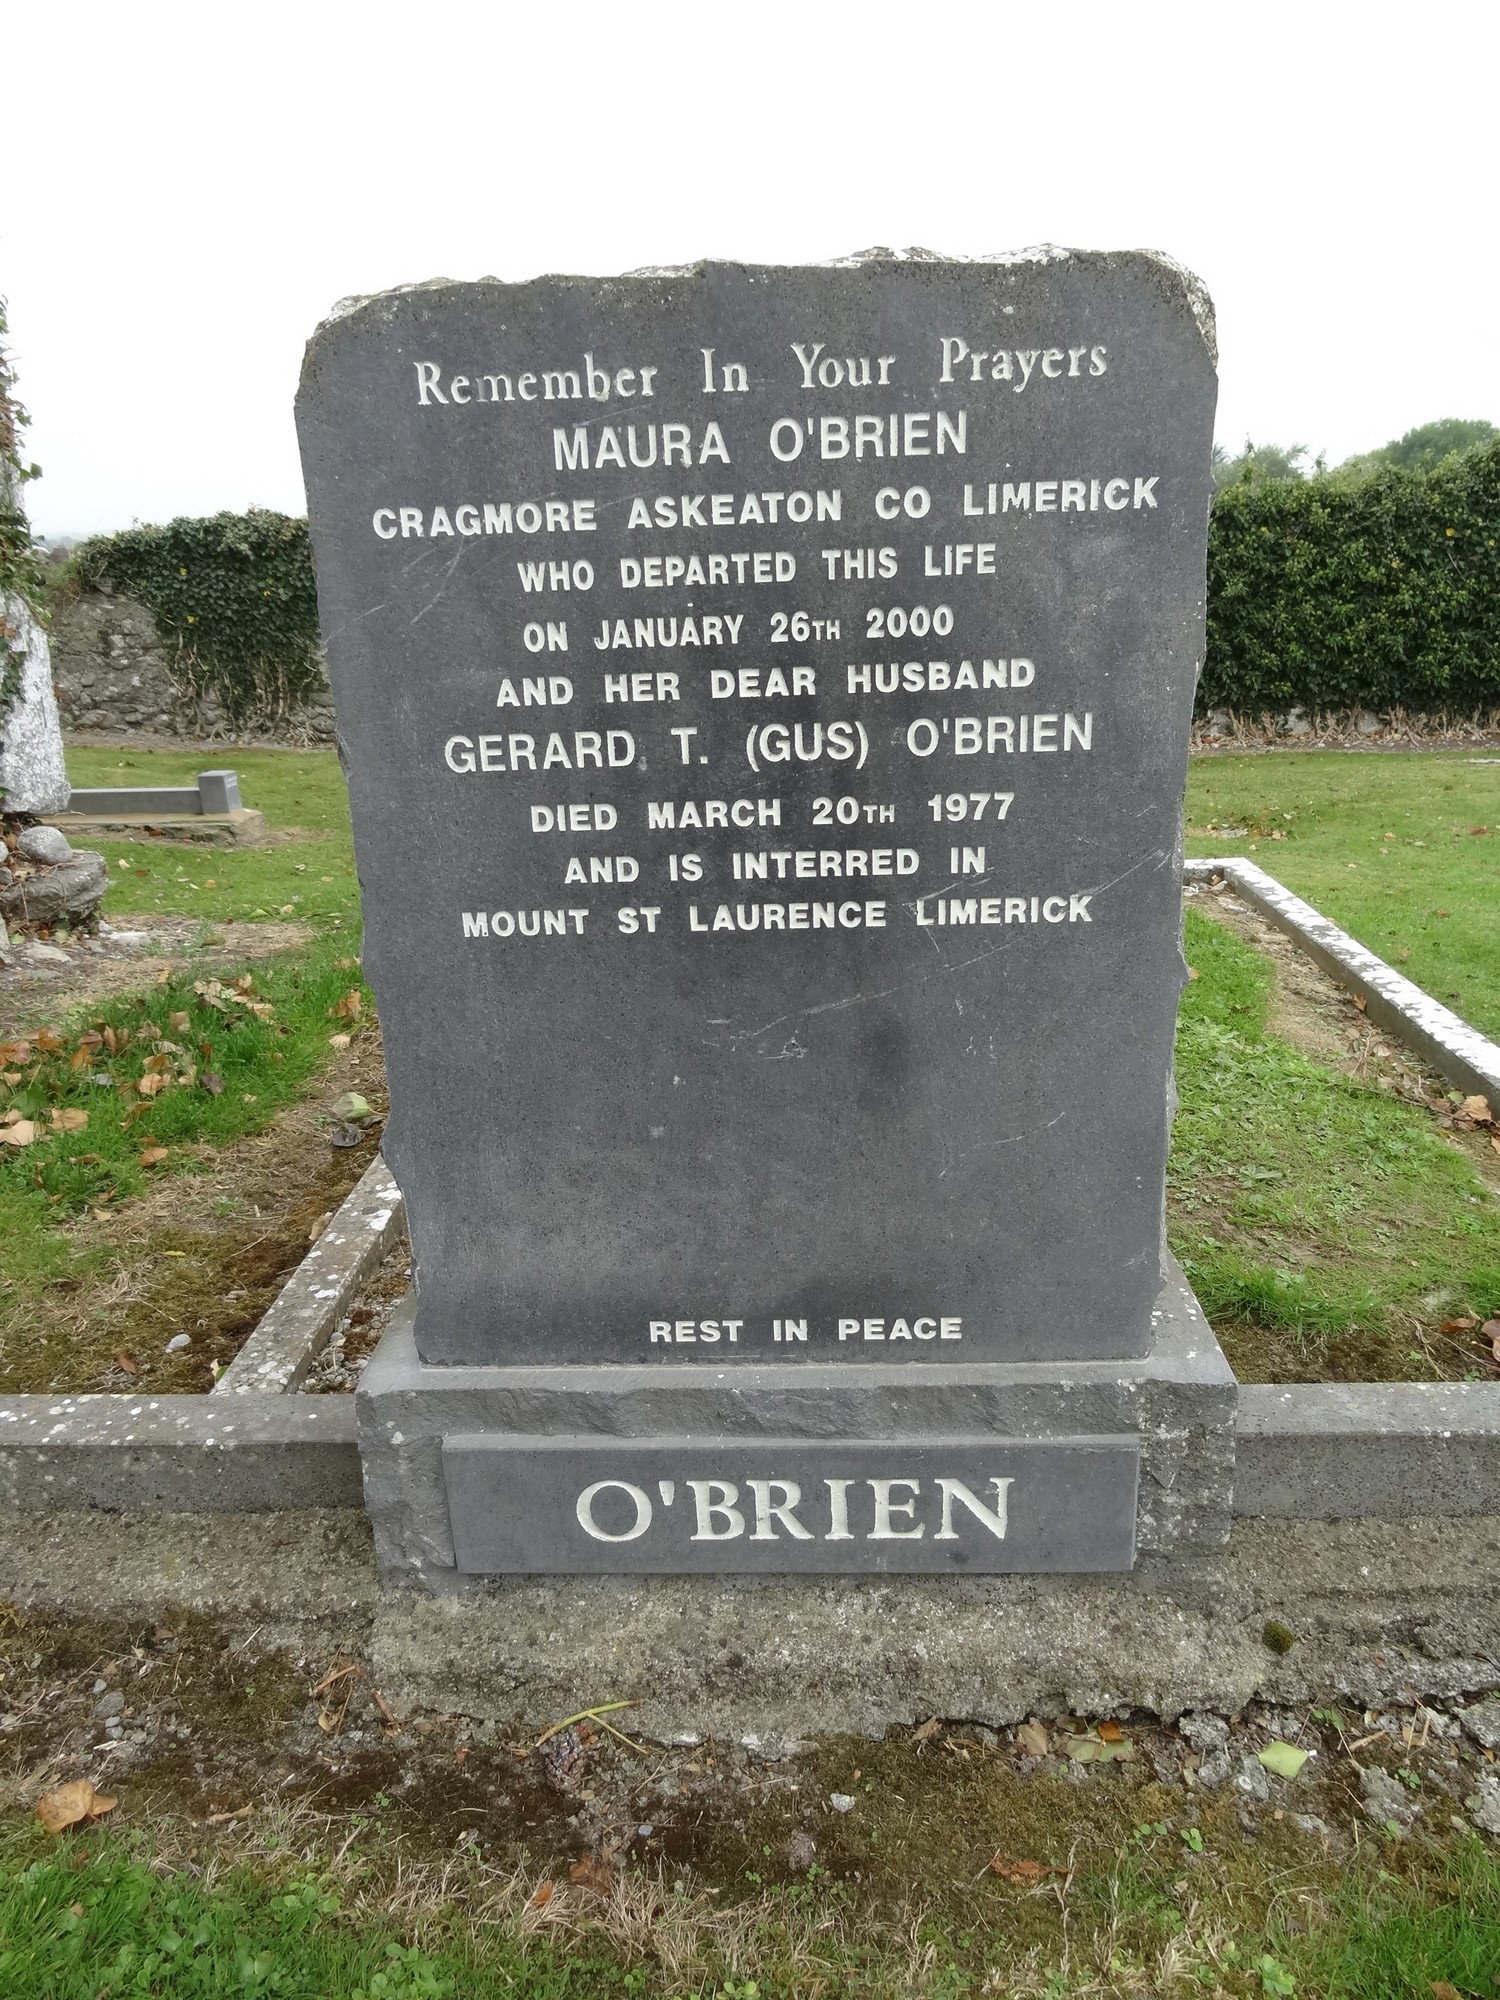 Remember In Your Prayers
MAURA O'BRIEN
CRAGMORE ASKEATON CO LIMERICK
WHO DEPARTED THIS LIFE
ON JANUARY 26TH 2000
AND HER DEAR HUSBAND
GERARD T. (GUS) O'BRIEN
DIED MARCH 20TH 1977
AND IS INTERRED IN
MOUNT ST LAURENCE LIMERICK
REST IN PEACE
O'BRIEN